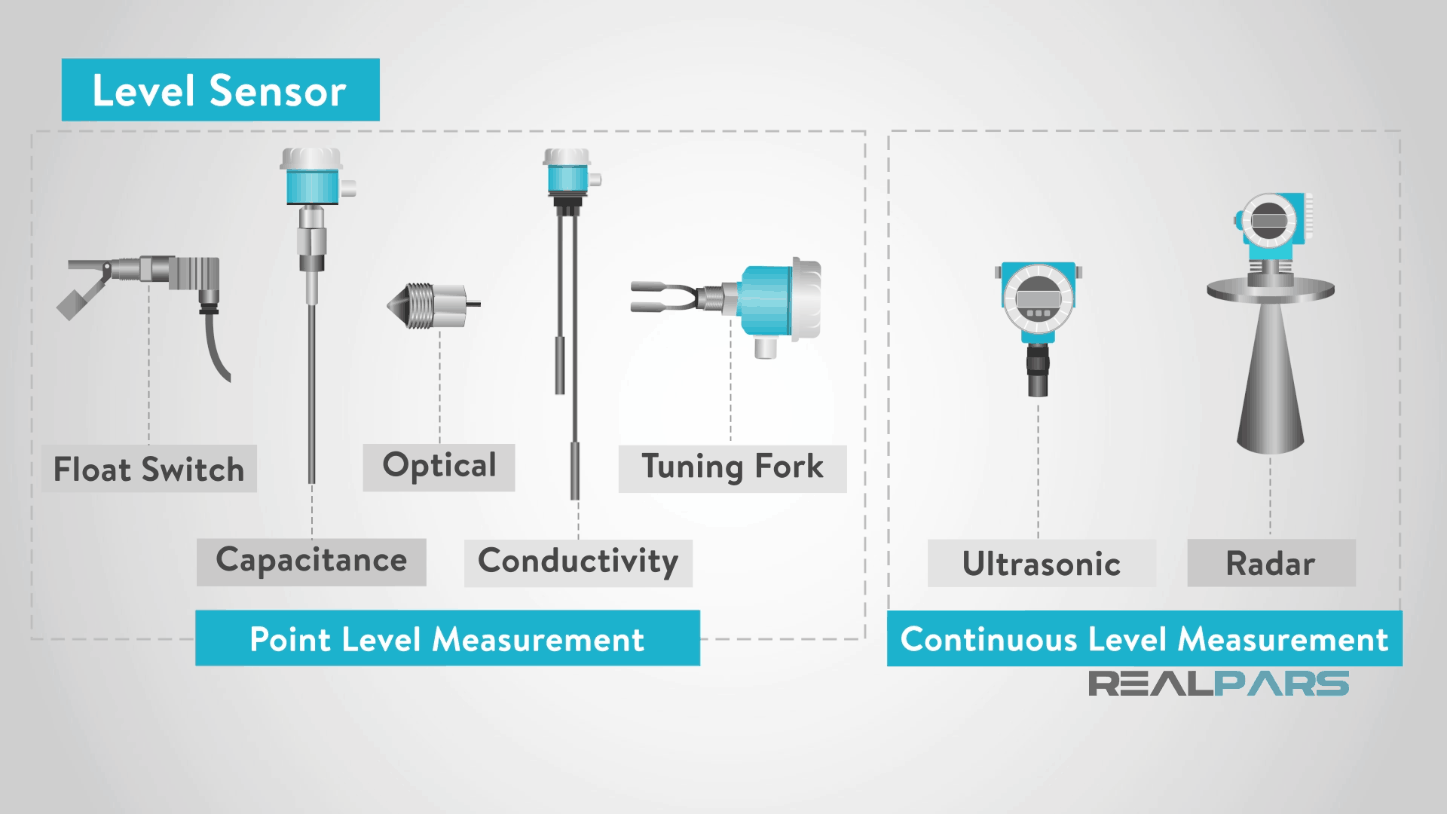 Level Sensor
Float Switch
Capacitance
Optical
Conductivity
Tuning Fork
Point Level Measurement
Ultrasonic
Radar
Continuous Level Measurement
REALPARS